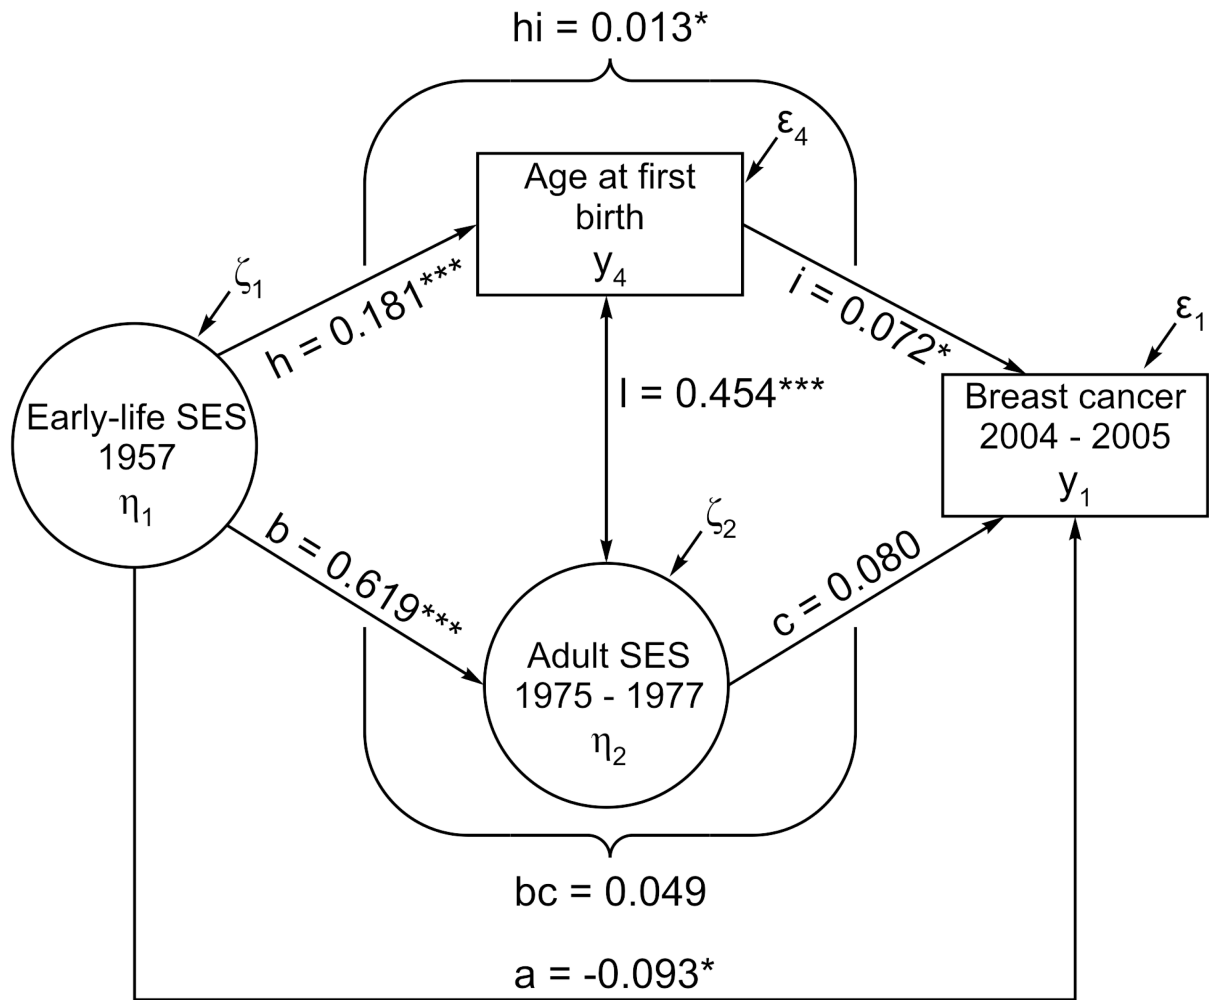 hi = 0.013*
ε4
Age at first
birth
y4
ζ1
h = 0.181***
i = 0.072*
ε1
Early-life SES
1957
η1
l = 0.454***
Breast cancer
2004 - 2005
y1
b = 0.619***
ζ2
c = 0.080
Adult SES
1975 - 1977
η2
bc = 0.049
a = -0.093*